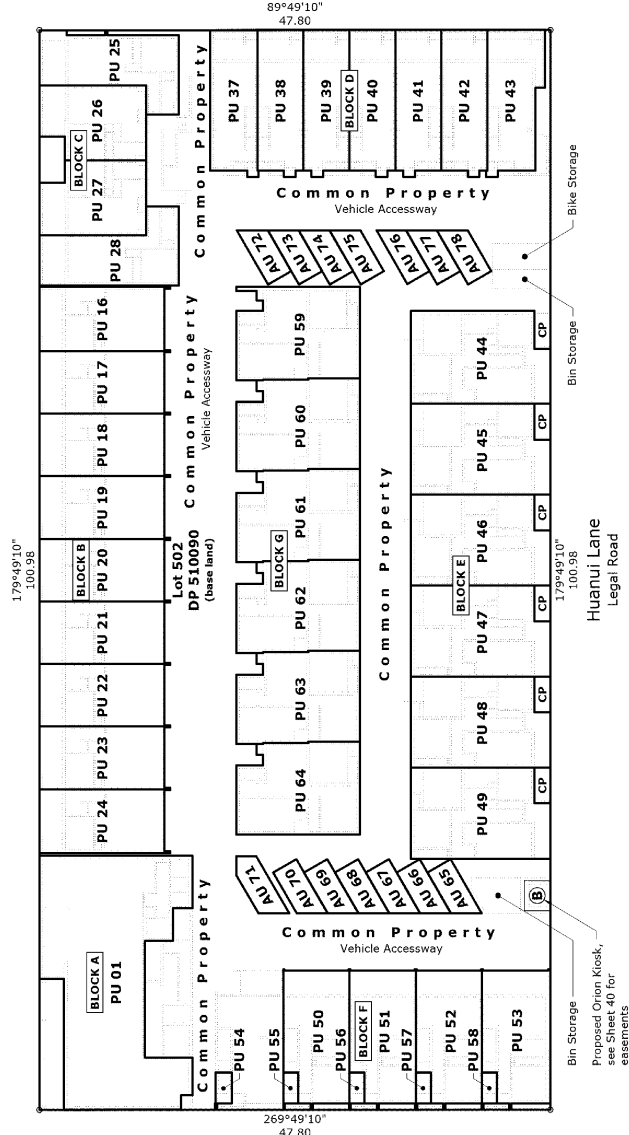 89°49'10"
47.80
PU 25
PU 26
BLOCK C
PU 27
PU 28
Common Property
PU 37
PU 38
PU 39
BLOCK D
PU 40
PU 41
PU 42
PU 43
Common Property
Vehicle Accessway
Bike Storage
AU 72
AU 73
AU 74
AU 75
AU 76
AU 77
AU 78
Bin Storage
PU 16
PU 17
PU 18
PU 19
BLOCK B
PU 20
PU 21
PU 22
PU 23
PU 24
Common Property
Vehicle Accessway
Lot 502
DP 510090
(base land)
179°49'10"
100.98
PU 59
PU 60
PU 61
BLOCK G
PU 62
PU 63
PU 64
Common Property
PU 44
CP
PU 45
CP
PU 46
CP
BLOCK E
PU 47
CP
PU 48
CP
PU 49
CP
179°49'10"
100.98
Huanui Lane
Legal Road
AU 71
AU 70
AU 69
AU 68
AU 67
AU 66
AU 65
B
BLOCK A
PU 01
Common Property
Common Property
Vehicle Accessway
PU 54
PU 55
PU 50
PU 56
BLOCK F
PU 51
PU 57
PU 52
PU 58
PU 53
Bin Storage
Proposed Orion Kiosk,
see Sheet 40 for
easements
269°49'10"
47.80